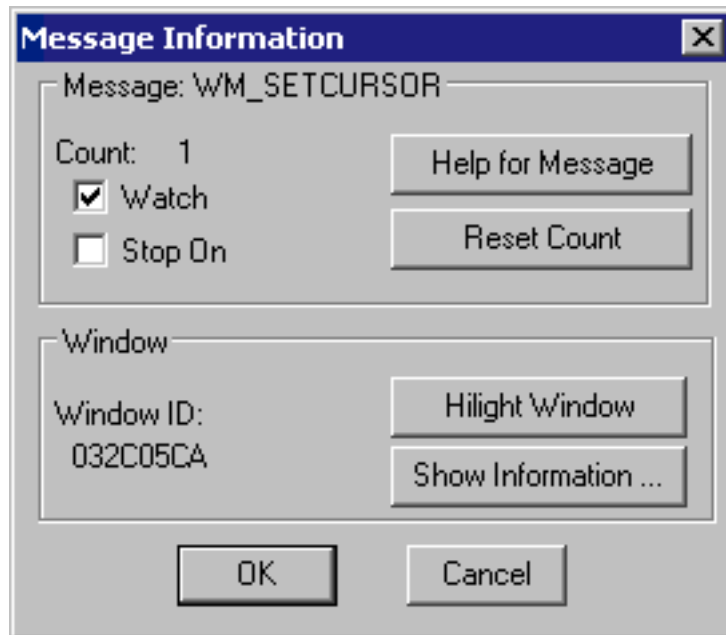 Message Information
Message: WM_SETCURSOR
Count: 1
Help for Message
Watch
Reset Count
Stop On
Window
Hilight Window
Window ID:
032C05CA
Show Information ...
OK
Cancel